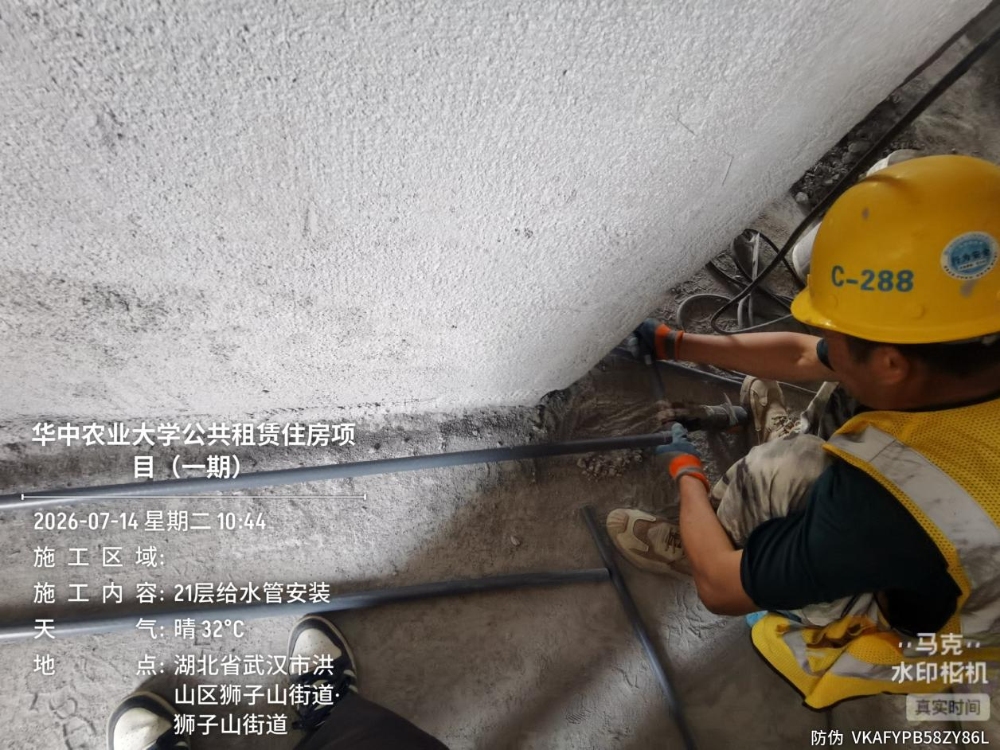 C-288
行为安全
华中农业大学公共租赁住房项
目（一期）
2026-07-14 星期二 10:44
施工区域:
施工内容: 21层给水管安装
天气: 晴 32°C
地点: 湖北省武汉市洪
山区狮子山街道·
狮子山街道
马克
水印相机
真实时间
防伪 VKAFYPB58ZY86L